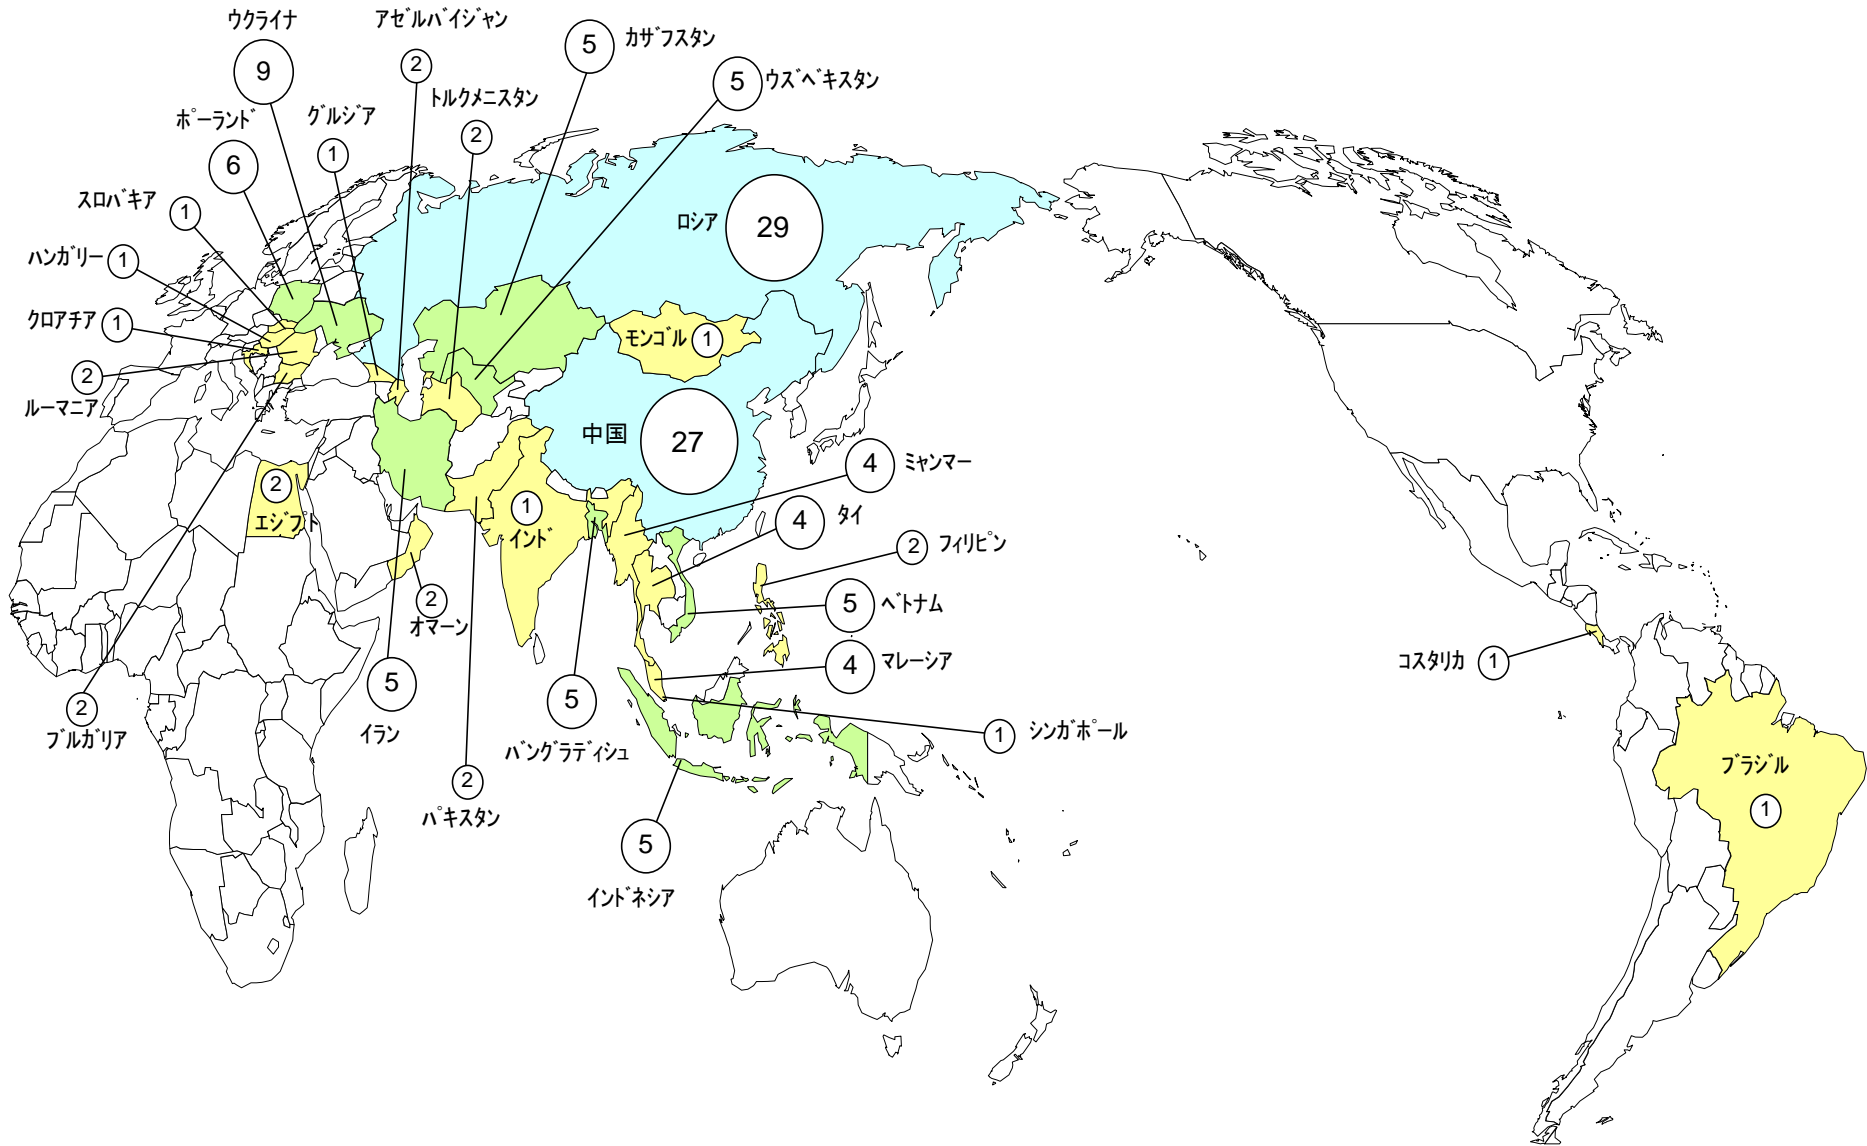 ウクライナ
9
アゼルバイジャン
2
5
カザフスタン
5
ウズベキスタン
トルクメニスタン
2
グルジア
1
ポーランド
6
スロバキア
1
ハンガリー
1
クロアチア
1
2
ルーマニア
ロシア
29
モンゴル
1
中国
27
4
ミャンマー
4
タイ
2
フィリピン
5
ベトナム
4
マレーシア
1
シンガポール
2
エジプト
1
インド
2
オマーン
5
イラン
2
ブルガリア
5
バングラディシュ
2
パキスタン
5
インドネシア
コスタリカ
1
ブラジル
1